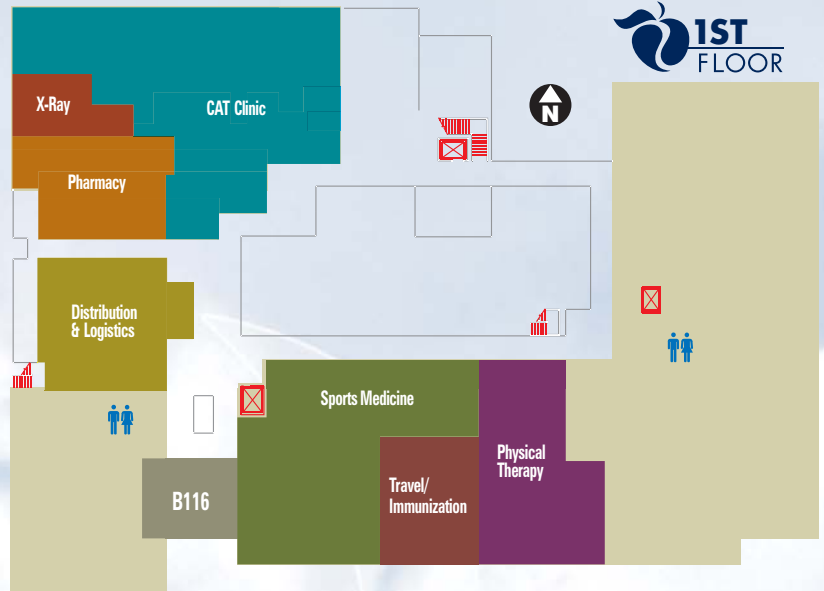 1ST
FLOOR
N
X-Ray
CAT Clinic
Pharmacy
Distribution
& Logistics
Sports Medicine
Physical
Therapy
Travel/
Immunization
B116